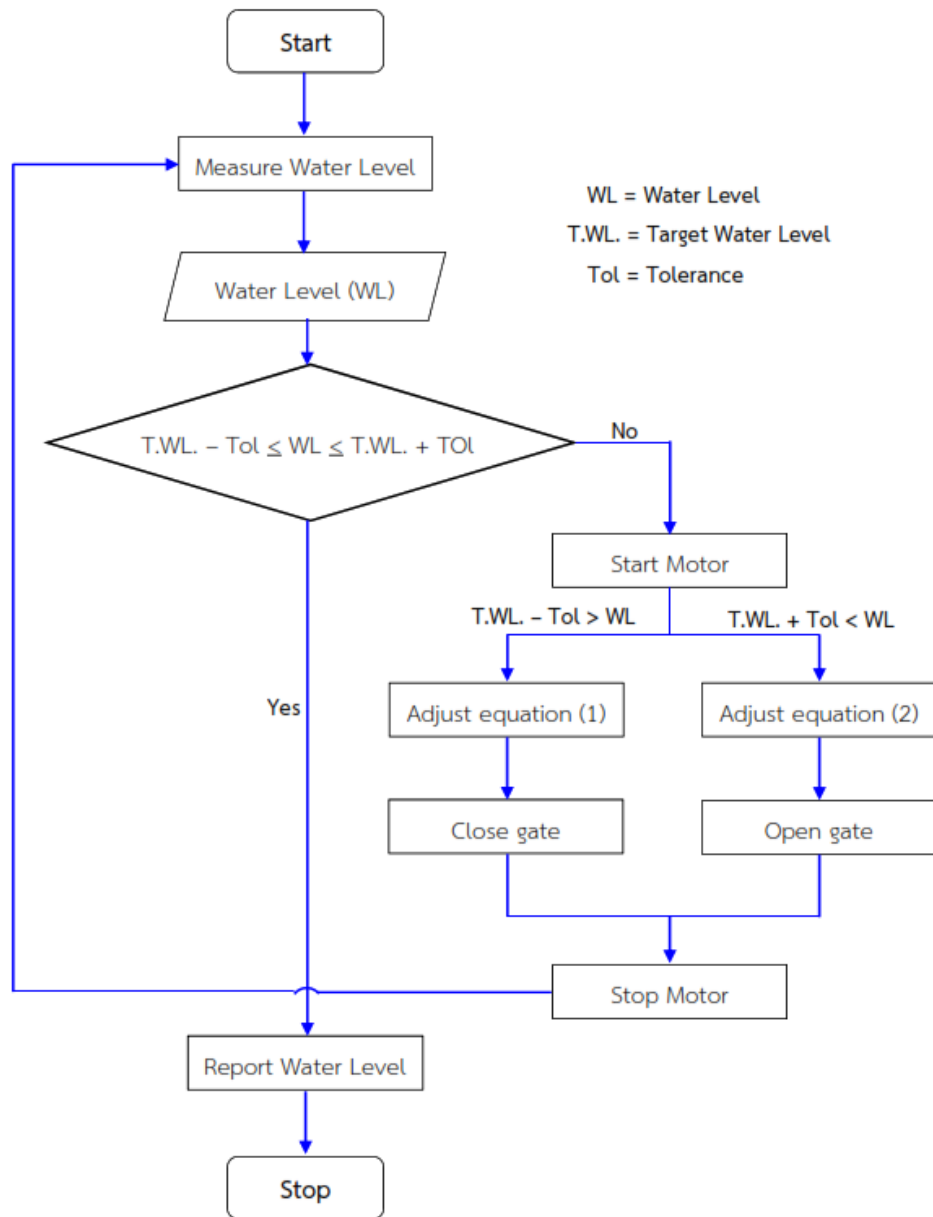 Start
Measure Water Level
WL = Water Level
T.WL. = Target Water Level
Tol = Tolerance
Water Level (WL)
T.WL. – Tol ≤ WL ≤ T.WL. + TOl
No
Start Motor
T.WL. – Tol > WL
T.WL. + Tol < WL
Yes
Adjust equation (1)
Adjust equation (2)
Close gate
Open gate
Stop Motor
Report Water Level
Stop